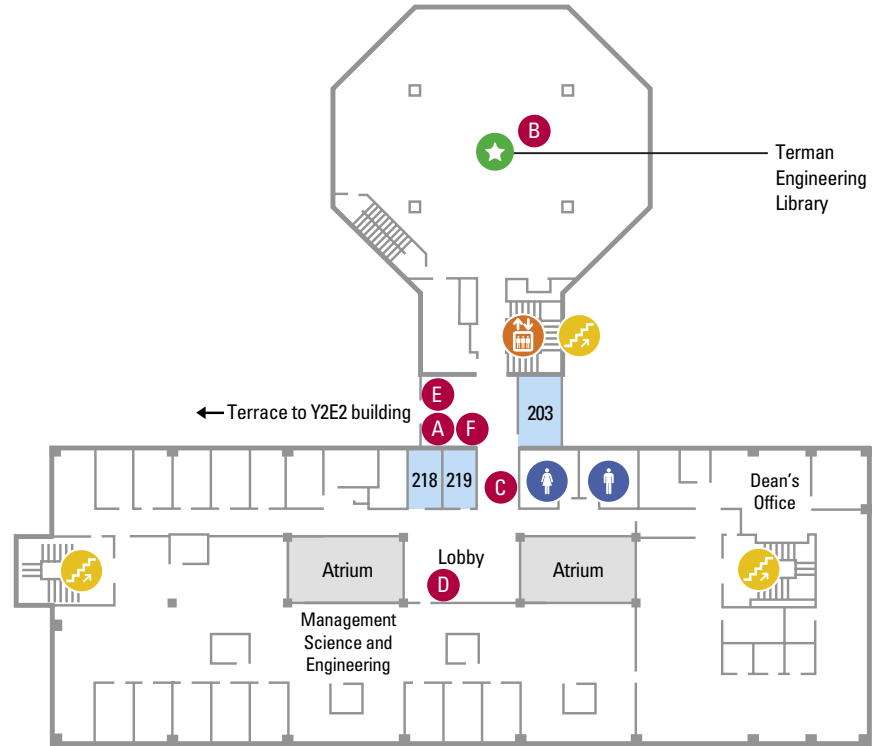 B
Terman
Engineering
Library
E
← Terrace to Y2E2 building
A
F
203
218
219
C
Dean's
Office
Atrium
Lobby
Atrium
D
Management
Science and
Engineering